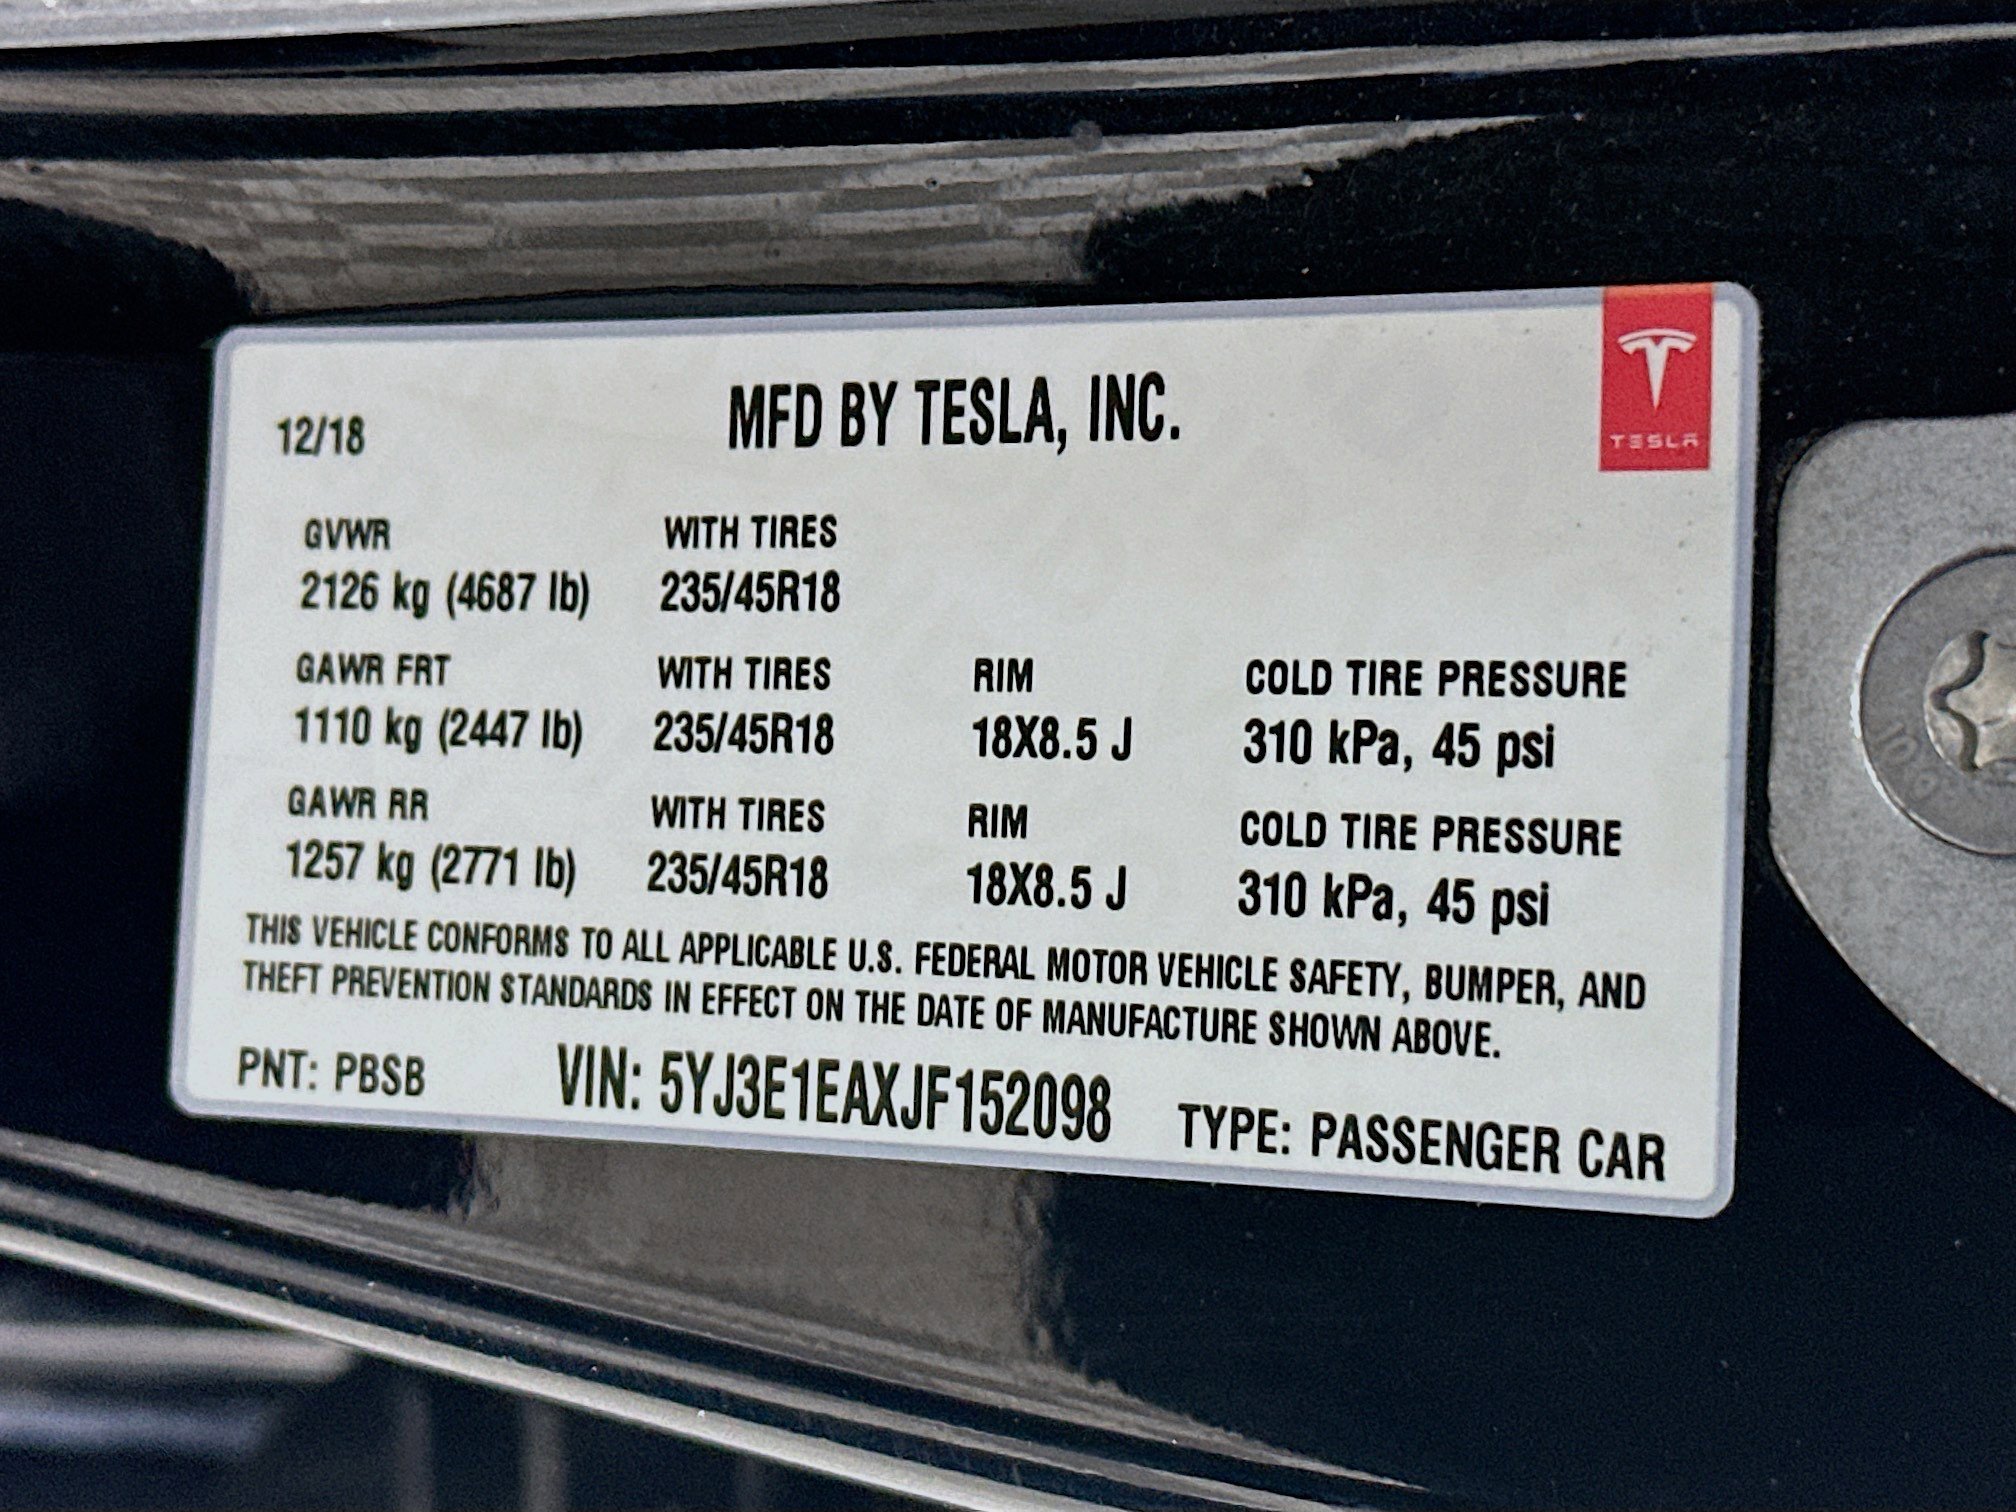 MFD BY TESLA, INC.
TESLA
12/18
GVWR WITH TIRES
2126 kg (4687 lb) 235/45R18
GAWR FRT WITH TIRES RIM COLD TIRE PRESSURE
1110 kg (2447 lb) 235/45R18 18X8.5 J 310 kPa, 45 psi
GAWR RR WITH TIRES RIM COLD TIRE PRESSURE
1257 kg (2771 lb) 235/45R18 18X8.5 J 310 kPa, 45 psi
THIS VEHICLE CONFORMS TO ALL APPLICABLE U.S. FEDERAL MOTOR VEHICLE SAFETY, BUMPER, AND
THEFT PREVENTION STANDARDS IN EFFECT ON THE DATE OF MANUFACTURE SHOWN ABOVE.
PNT: PBSB VIN: 5YJ3E1EAXJF152098 TYPE: PASSENGER CAR